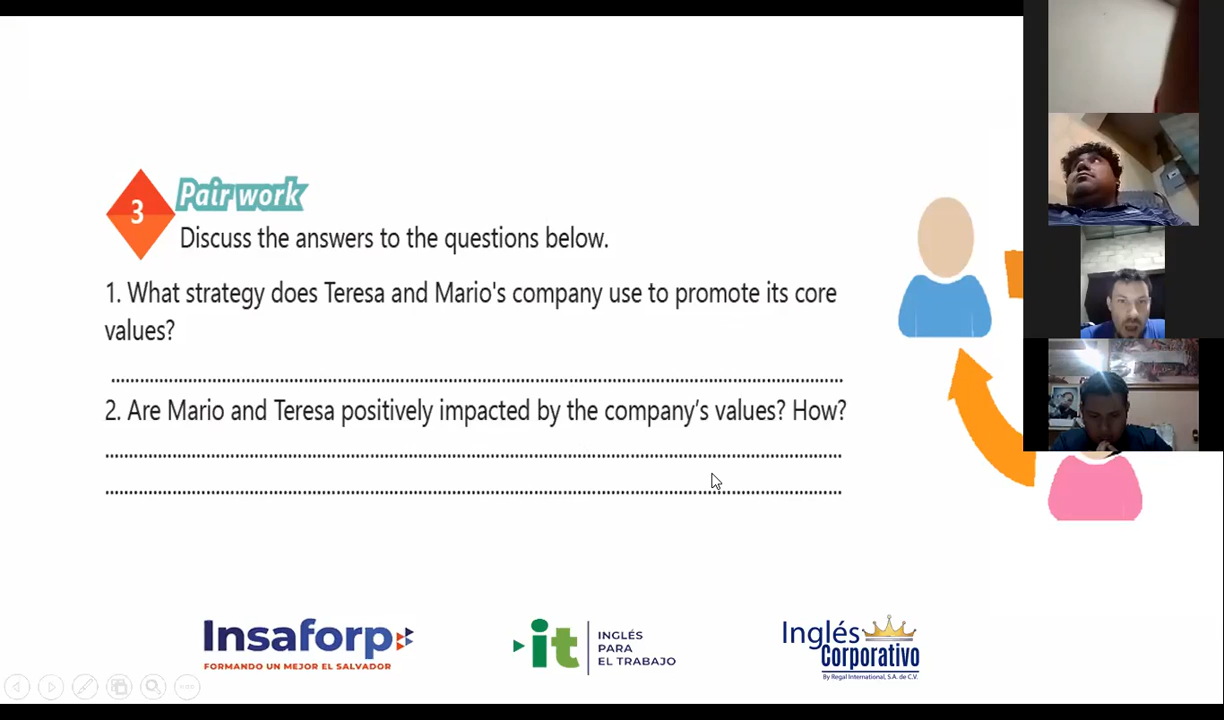 3
Pair work
Discuss the answers to the questions below.
1. What strategy does Teresa and Mario's company use to promote its core
values?
2. Are Mario and Teresa positively impacted by the company's values? How?
Insaforp
FORMANDO UN MEJOR EL SALVADOR
it
INGLÉS
PARA
EL TRABAJO
Inglés
Corporativo
By Regal International, S.A. de C.V.